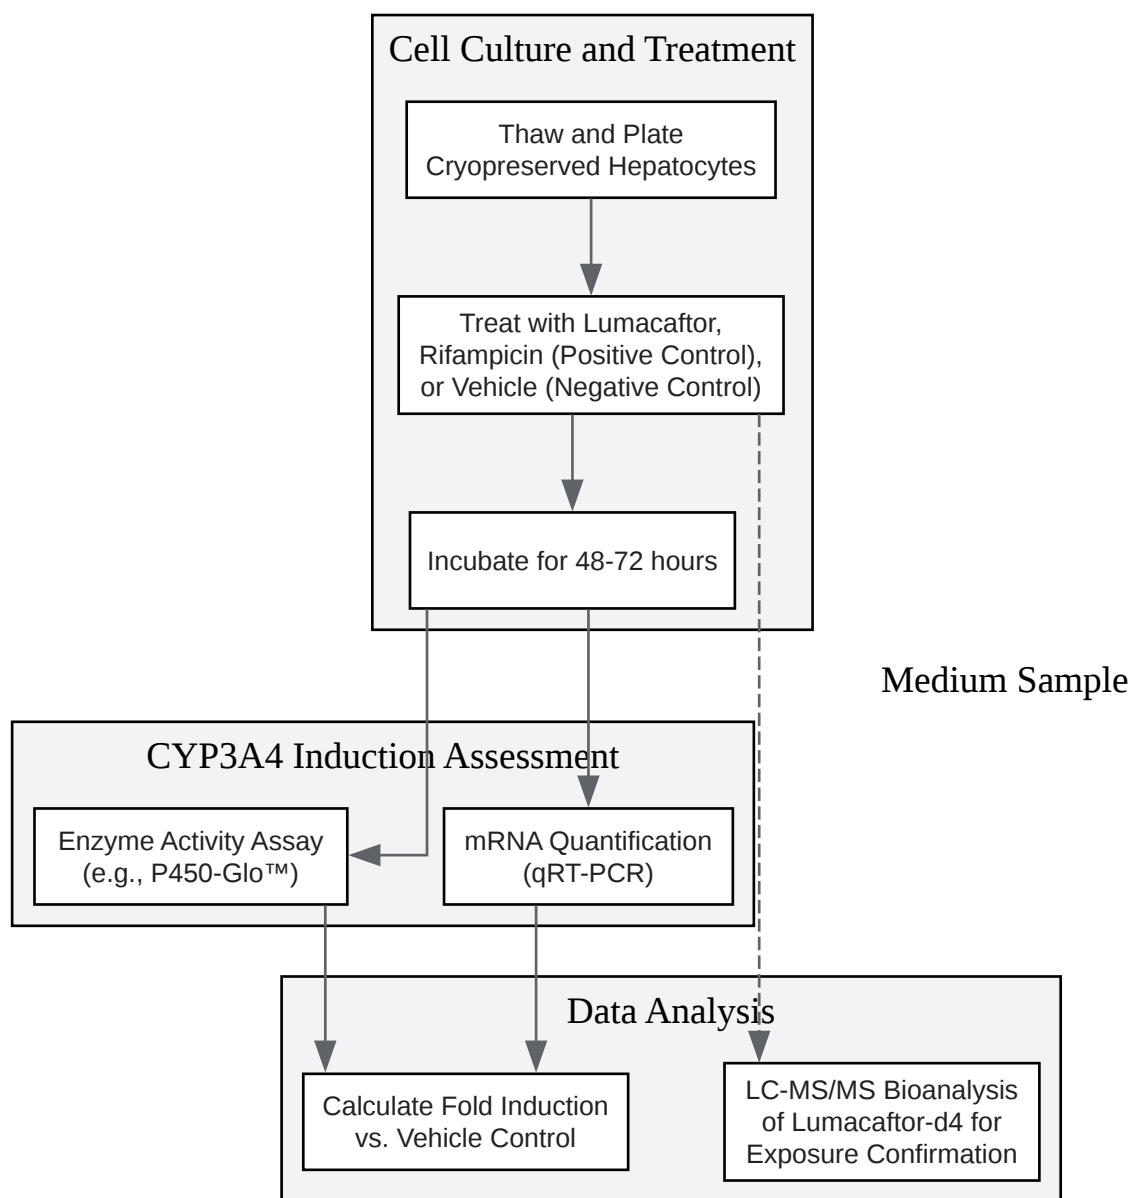 Cell Culture and Treatment
Thaw and Plate
Cryopreserved Hepatocytes
Treat with Lumacaftor,
Rifampicin (Positive Control),
or Vehicle (Negative Control)
Incubate for 48-72 hours
Medium Sample
CYP3A4 Induction Assessment
Enzyme Activity Assay
(e.g., P450-Glo™)
mRNA Quantification
(qRT-PCR)
Data Analysis
Calculate Fold Induction
vs. Vehicle Control
LC-MS/MS Bioanalysis
of Lumacaftor-d4 for
Exposure Confirmation